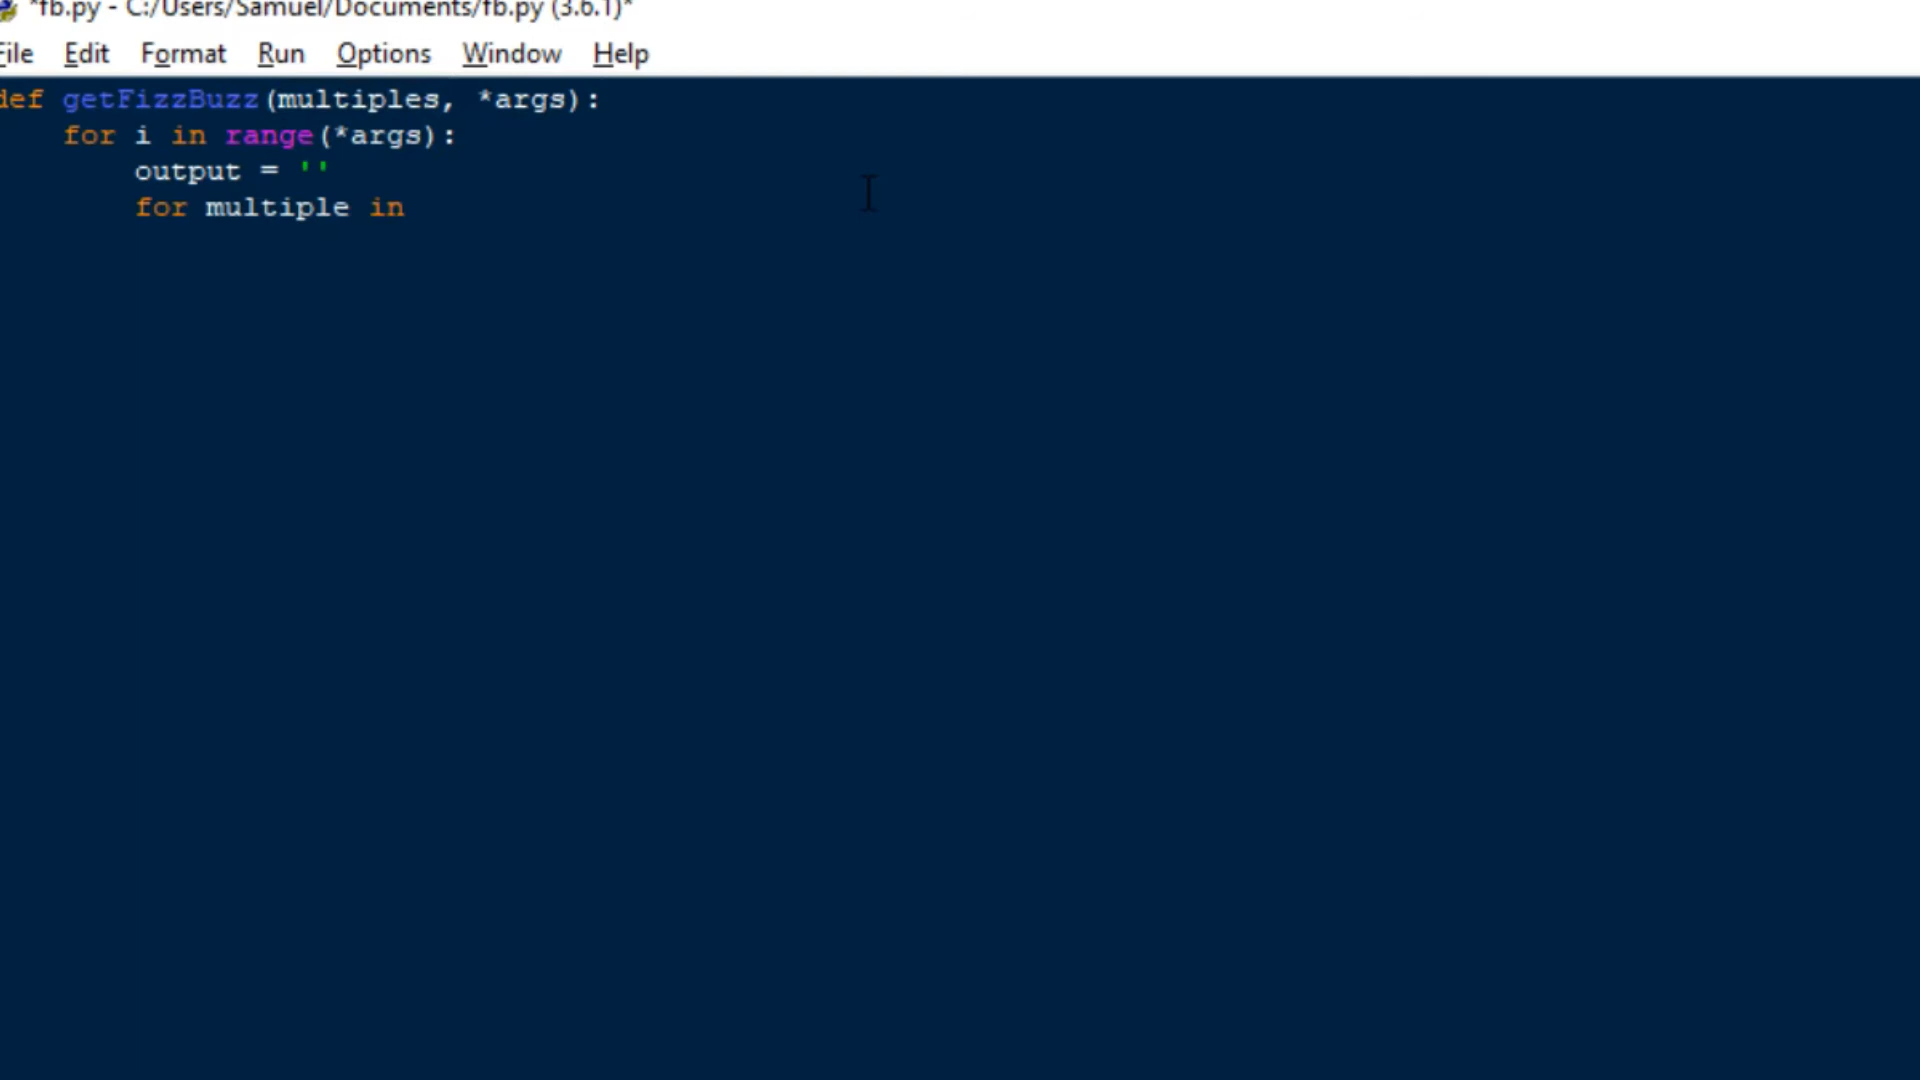 *fb.py - C:/Users/Samuel/Documents/fb.py (3.6.1)*
File Edit Format Run Options Window Help
def getFizzBuzz(multiples, *args):
    for i in range(*args):
        output = ''
        for multiple in